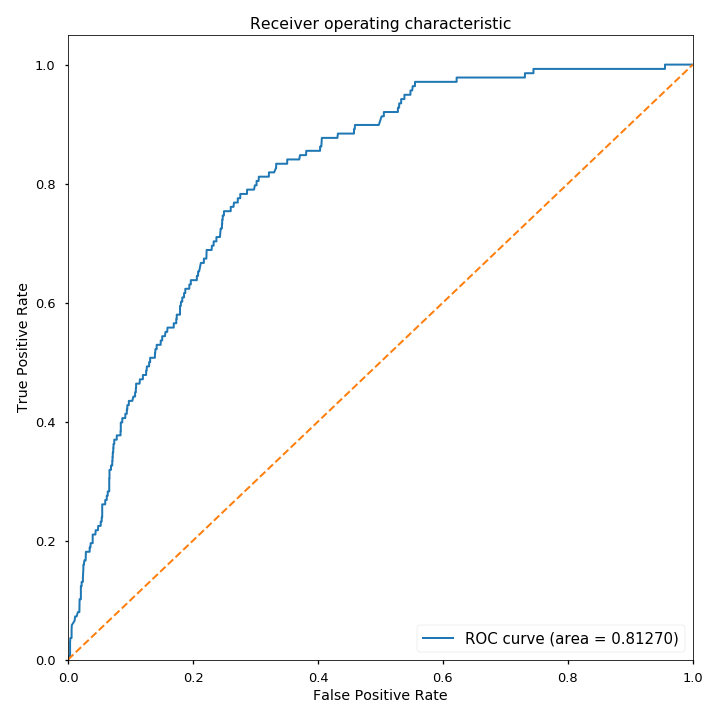 Receiver operating characteristic
1.0
0.8
0.6
0.4
0.2
0.0
True Positive Rate
ROC curve (area = 0.81270)
0.0 0.2 0.4 0.6 0.8 1.0
False Positive Rate